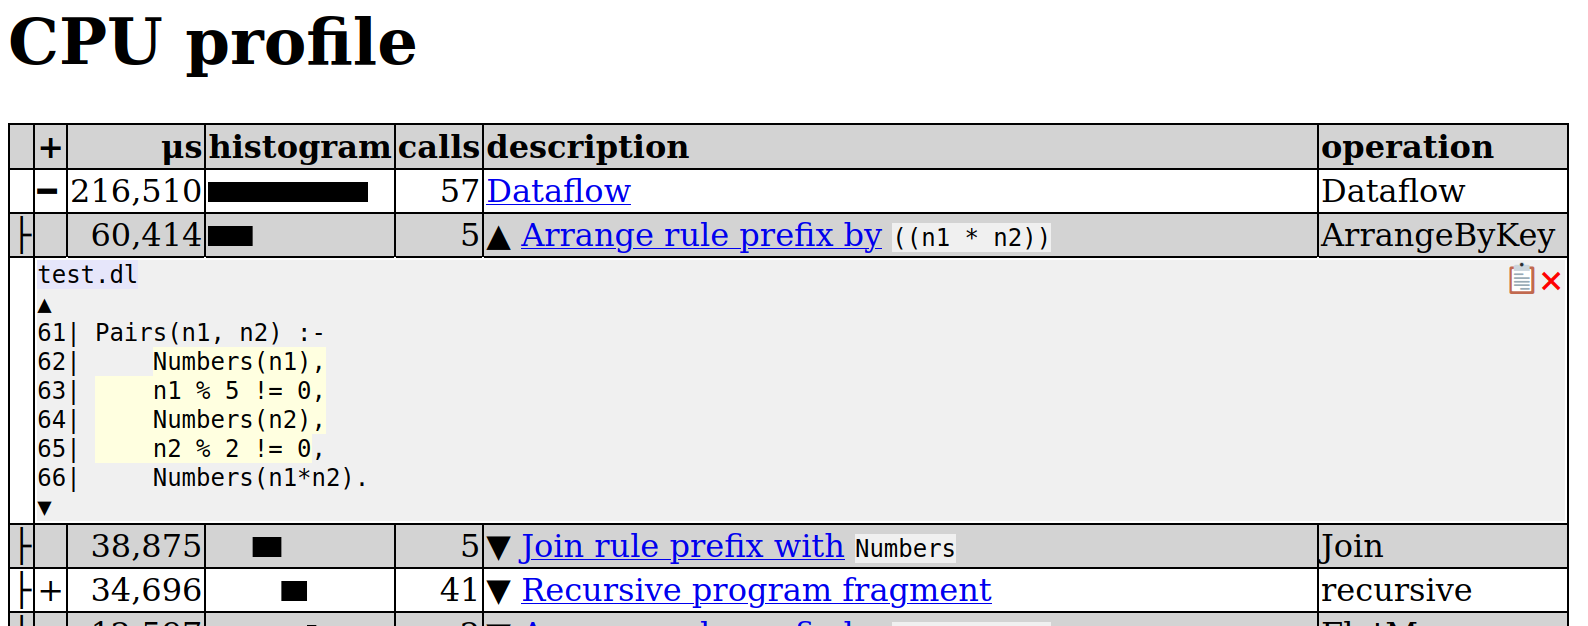 CPU profile
+ µs histogram calls description operation
− 216,510 57 Dataflow Dataflow
├ 60,414 5 ▲ Arrange rule prefix by ((n1 * n2)) ArrangeByKey
test.dl
▲
61| Pairs(n1, n2) :-
62|     Numbers(n1),
63|     n1 % 5 != 0,
64|     Numbers(n2),
65|     n2 % 2 != 0,
66|     Numbers(n1*n2).
▼
├ 38,875 5 ▼ Join rule prefix with Numbers Join
├ + 34,696 41 ▼ Recursive program fragment recursive